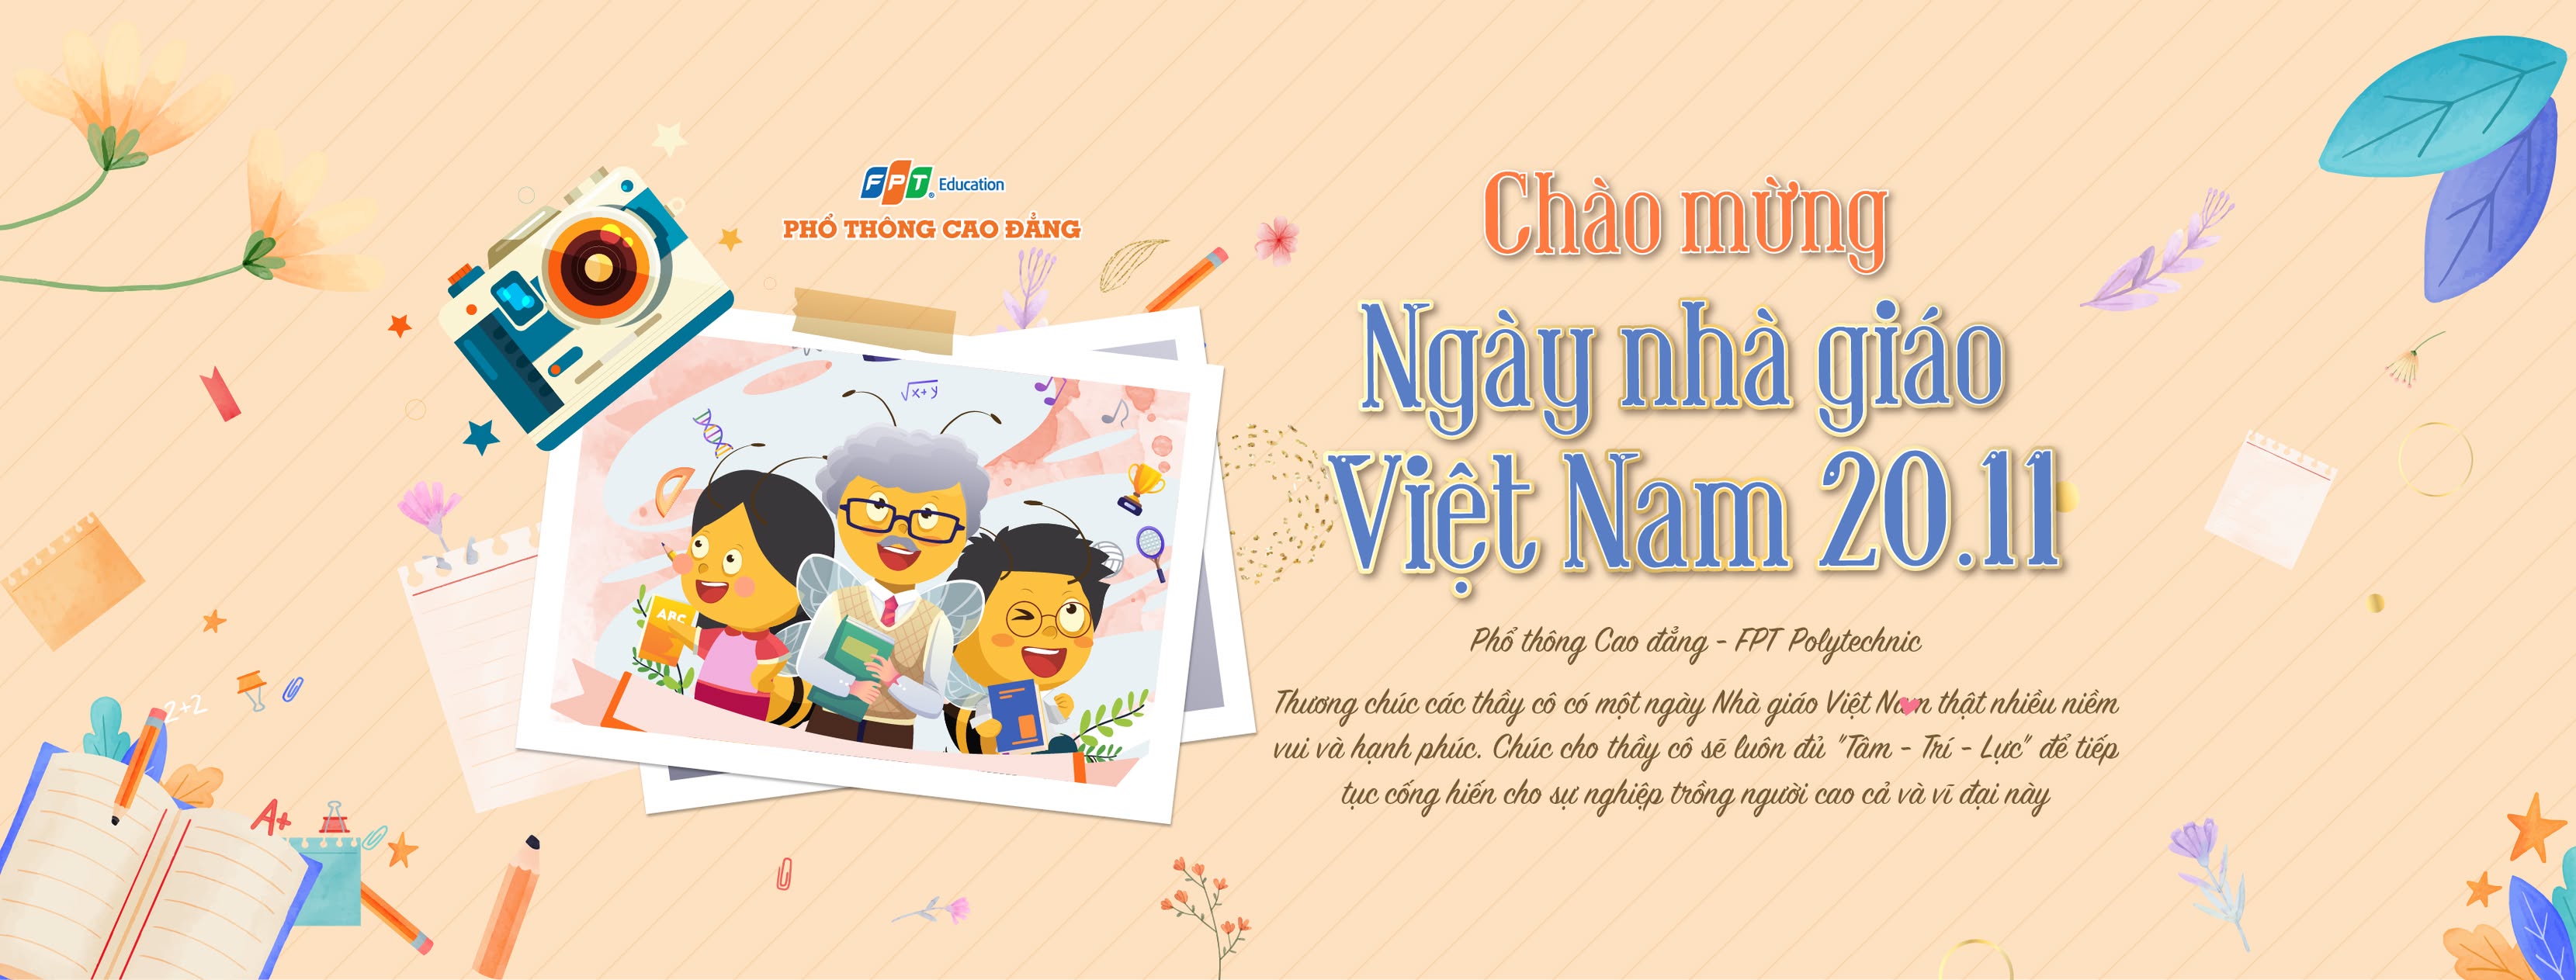 FPT Education
PHỔ THÔNG CAO ĐẲNG
Chào mừng
Ngày nhà giáo
Việt Nam 20.11
Phổ thông Cao đẳng - FPT Polytechnic
Thương chúc các thầy cô có một ngày Nhà giáo Việt Nam thật nhiều niềm
vui và hạnh phúc. Chúc cho thầy cô sẽ luôn đủ "Tâm - Trí - Lực" để tiếp
tục cống hiến cho sự nghiệp trồng người cao cả và vĩ đại này
√x+y
ABC
2+2
A+